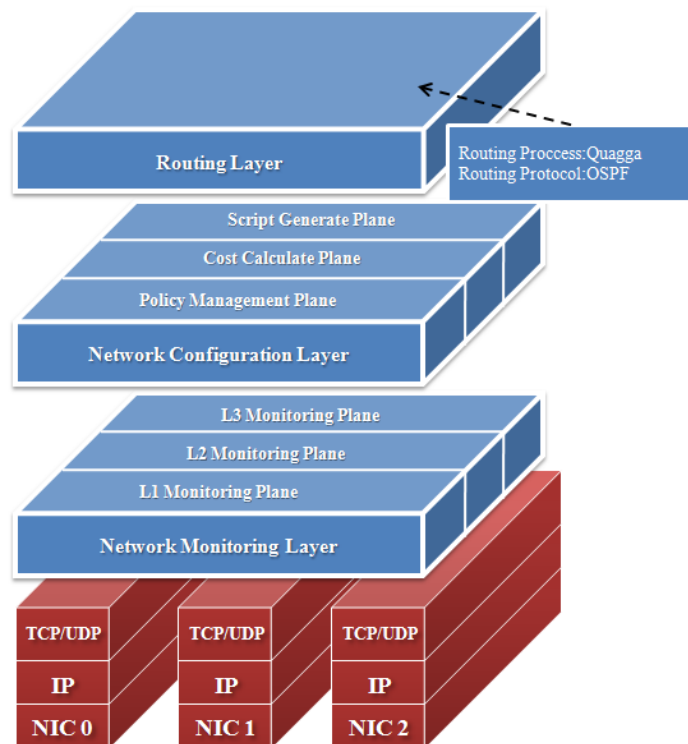 Routing Layer
Routing Proccess:Quagga
Routing Protocol:OSPF
Script Generate Plane
Cost Calculate Plane
Policy Management Plane
Network Configuration Layer
L3 Monitoring Plane
L2 Monitoring Plane
L1 Monitoring Plane
Network Monitoring Layer
TCP/UDP TCP/UDP TCP/UDP
IP IP IP
NIC 0 NIC 1 NIC 2